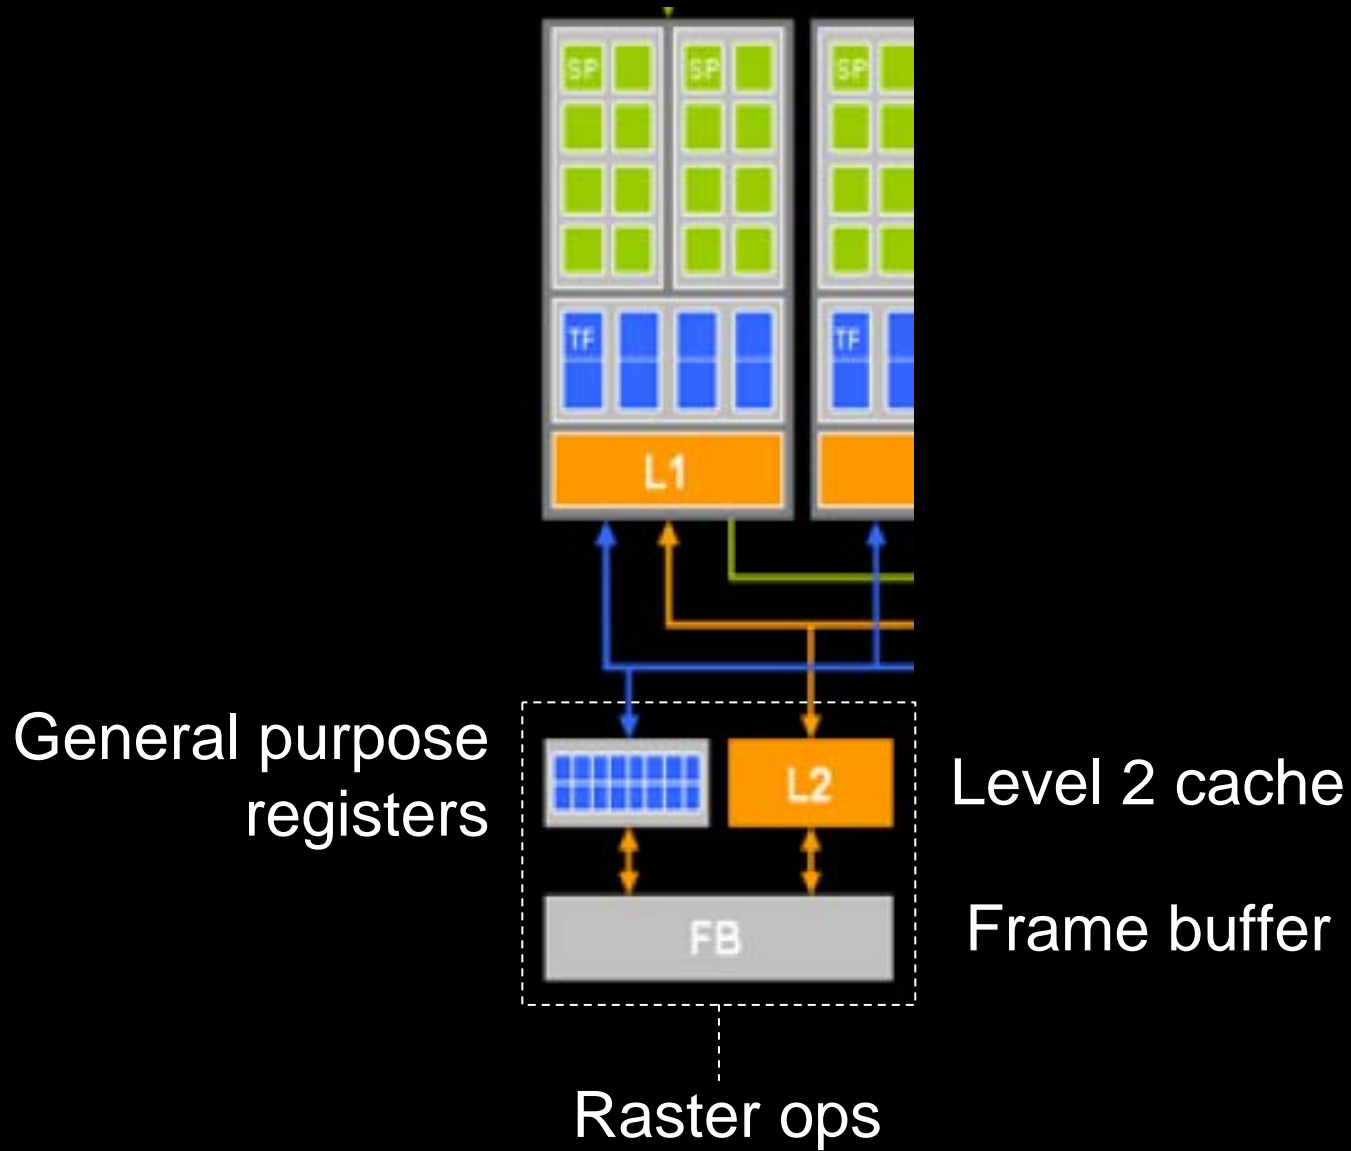 SP
SP
SP
TF
TF
L1
General purpose
registers
L2
Level 2 cache
FB
Frame buffer
Raster ops